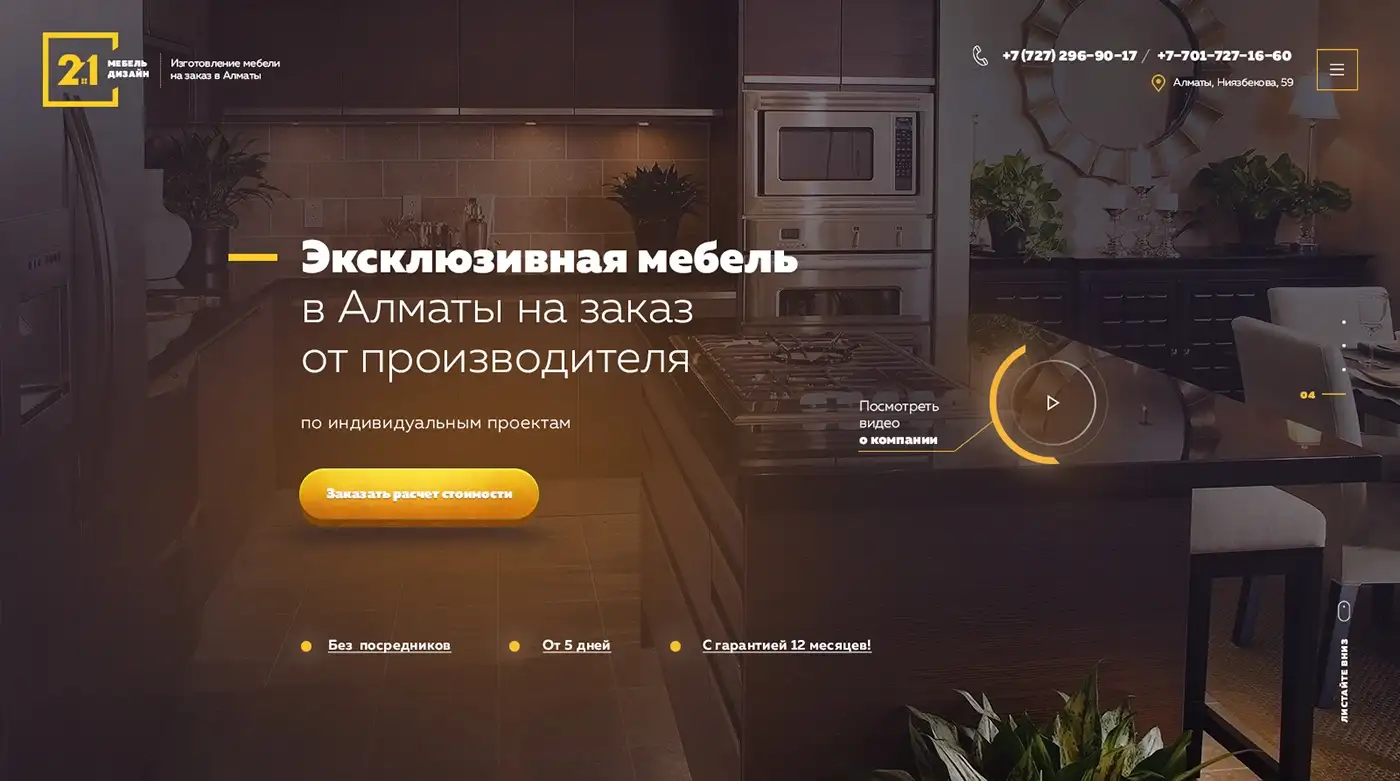 21
МЕБЕЛЬ
ДИЗАЙН
Изготовление мебели
на заказ в Алматы
+7 (727) 296-90-17 / +7-701-727-16-60
Алматы, Ниязбекова, 59
Эксклюзивная мебель
в Алматы на заказ
от производителя
по индивидуальным проектам
Заказать расчет стоимости
Посмотреть
видео
о компании
04
Без посредников
От 5 дней
С гарантией 12 месяцев!
ЛИСТАЙТЕ ВНИЗ